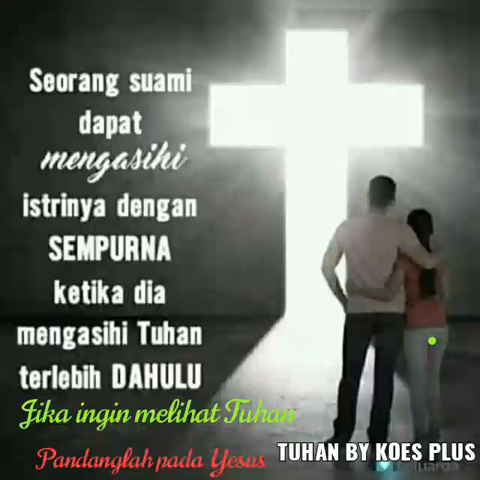 Seorang suami
dapat
mengasihi
istrinya dengan
SEMPURNA
ketika dia
mengasihi Tuhan
terlebih DAHULU
Jika ingin melihat Tuhan
Pandanglah pada Yesus
TUHAN BY KOES PLUS